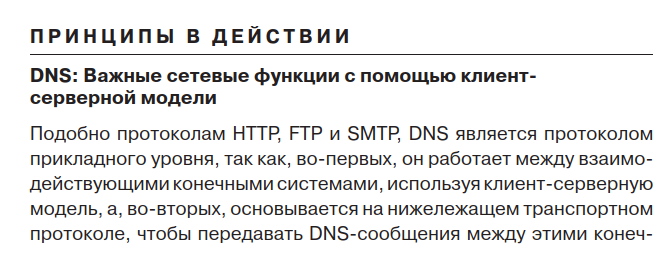 ПРИНЦИПЫ В ДЕЙСТВИИ
DNS: Важные сетевые функции с помощью клиент-
серверной модели
Подобно протоколам HTTP, FTP и SMTP, DNS является протоколом
прикладного уровня, так как, во-первых, он работает между взаимо-
действующими конечными системами, используя клиент-серверную
модель, а, во-вторых, основывается на нижележащем транспортном
протоколе, чтобы передавать DNS-сообщения между этими конеч-